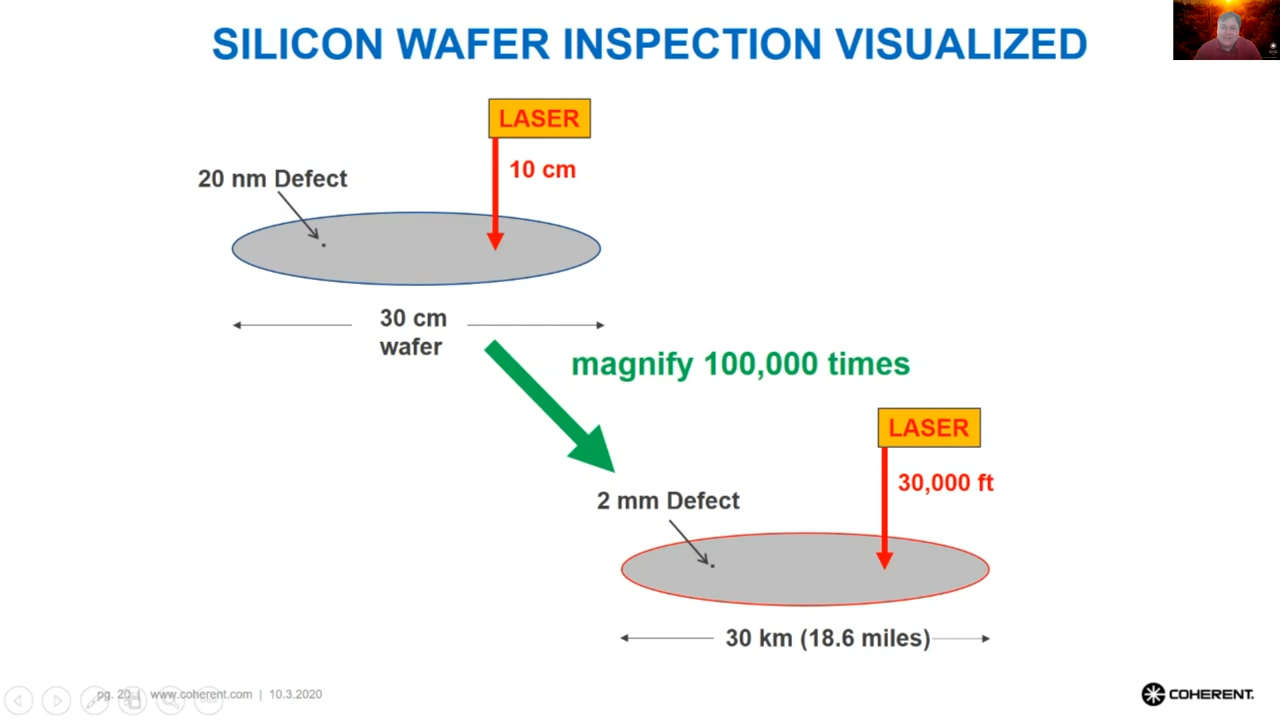 SILICON WAFER INSPECTION VISUALIZED
LASER
10 cm
20 nm Defect
30 cm
wafer
magnify 100,000 times
LASER
30,000 ft
2 mm Defect
30 km (18.6 miles)
pg. 20 | www.coherent.com | 10.3.2020
COHERENT.